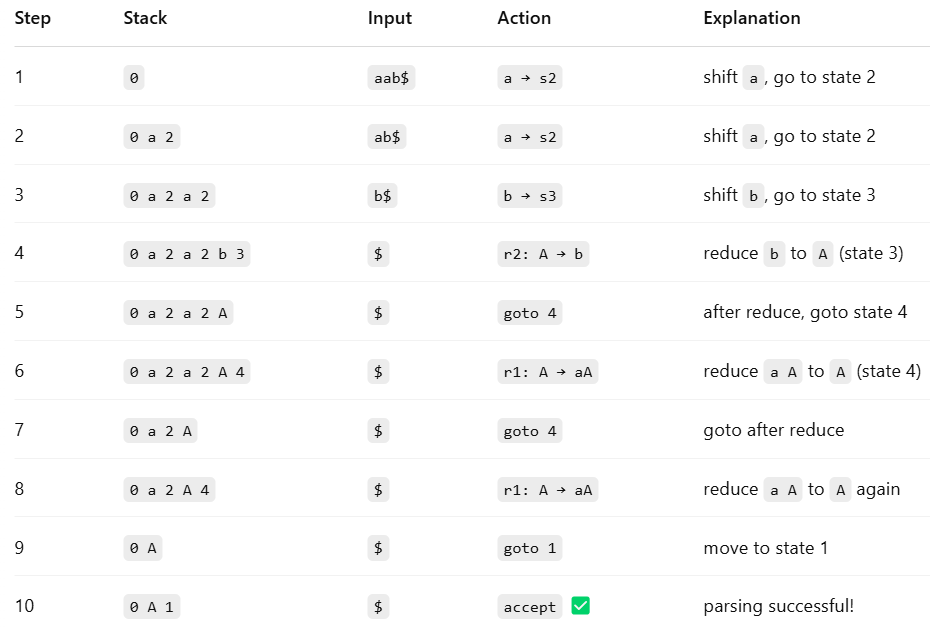 Step Stack Input Action Explanation
1 0 aab$ a → s2 shift a, go to state 2
2 0 a 2 ab$ a → s2 shift a, go to state 2
3 0 a 2 a 2 b$ b → s3 shift b, go to state 3
4 0 a 2 a 2 b 3 $ r2: A → b reduce b to A (state 3)
5 0 a 2 a 2 A $ goto 4 after reduce, goto state 4
6 0 a 2 a 2 A 4 $ r1: A → aA reduce a A to A (state 4)
7 0 a 2 A $ goto 4 goto after reduce
8 0 a 2 A 4 $ r1: A → aA reduce a A to A again
9 0 A $ goto 1 move to state 1
10 0 A 1 $ accept ✅ parsing successful!